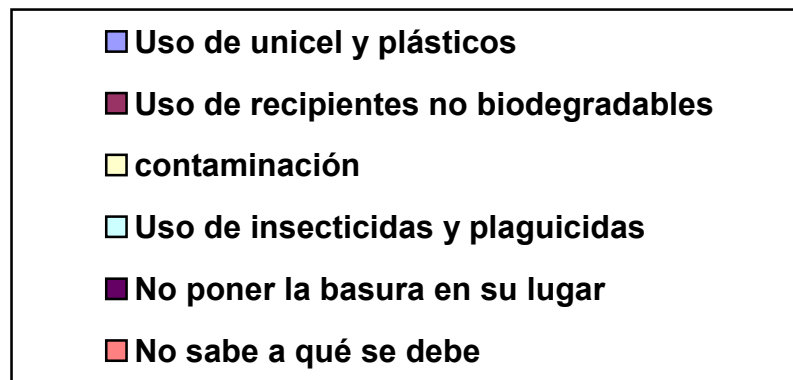 Uso de unicel y plásticos
Uso de recipientes no biodegradables
contaminación
Uso de insecticidas y plaguicidas
No poner la basura en su lugar
No sabe a qué se debe